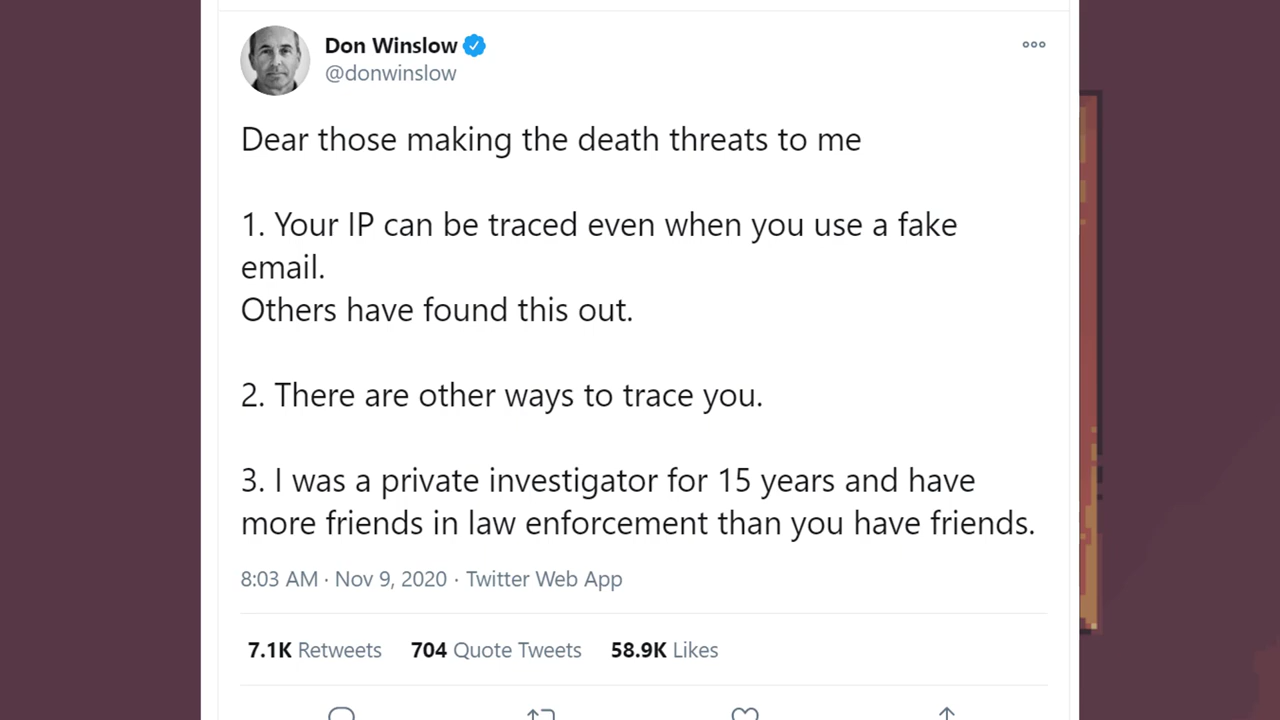 Don Winslow
@donwinslow
Dear those making the death threats to me
1. Your IP can be traced even when you use a fake
email.
Others have found this out.
2. There are other ways to trace you.
3. I was a private investigator for 15 years and have
more friends in law enforcement than you have friends.
8:03 AM · Nov 9, 2020 · Twitter Web App
7.1K Retweets 704 Quote Tweets 58.9K Likes